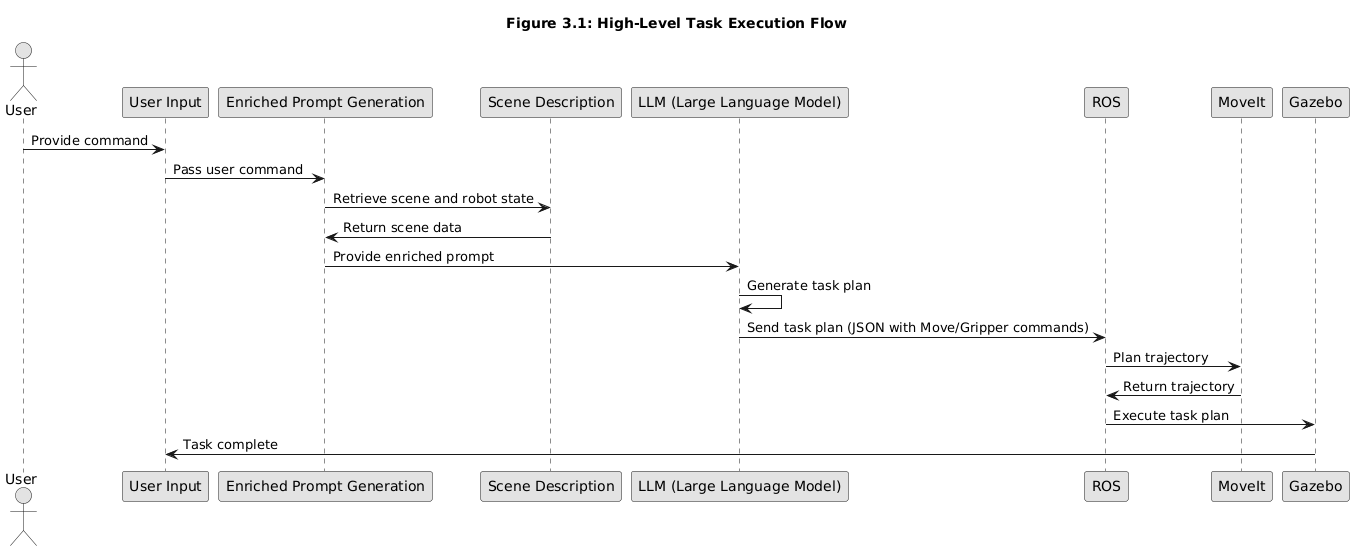 Figure 3.1: High-Level Task Execution Flow
User
User Input
Enriched Prompt Generation
Scene Description
LLM (Large Language Model)
ROS
MoveIt
Gazebo
Provide command
Pass user command
Retrieve scene and robot state
Return scene data
Provide enriched prompt
Generate task plan
Send task plan (JSON with Move/Gripper commands)
Plan trajectory
Return trajectory
Execute task plan
Task complete
User
User Input
Enriched Prompt Generation
Scene Description
LLM (Large Language Model)
ROS
MoveIt
Gazebo